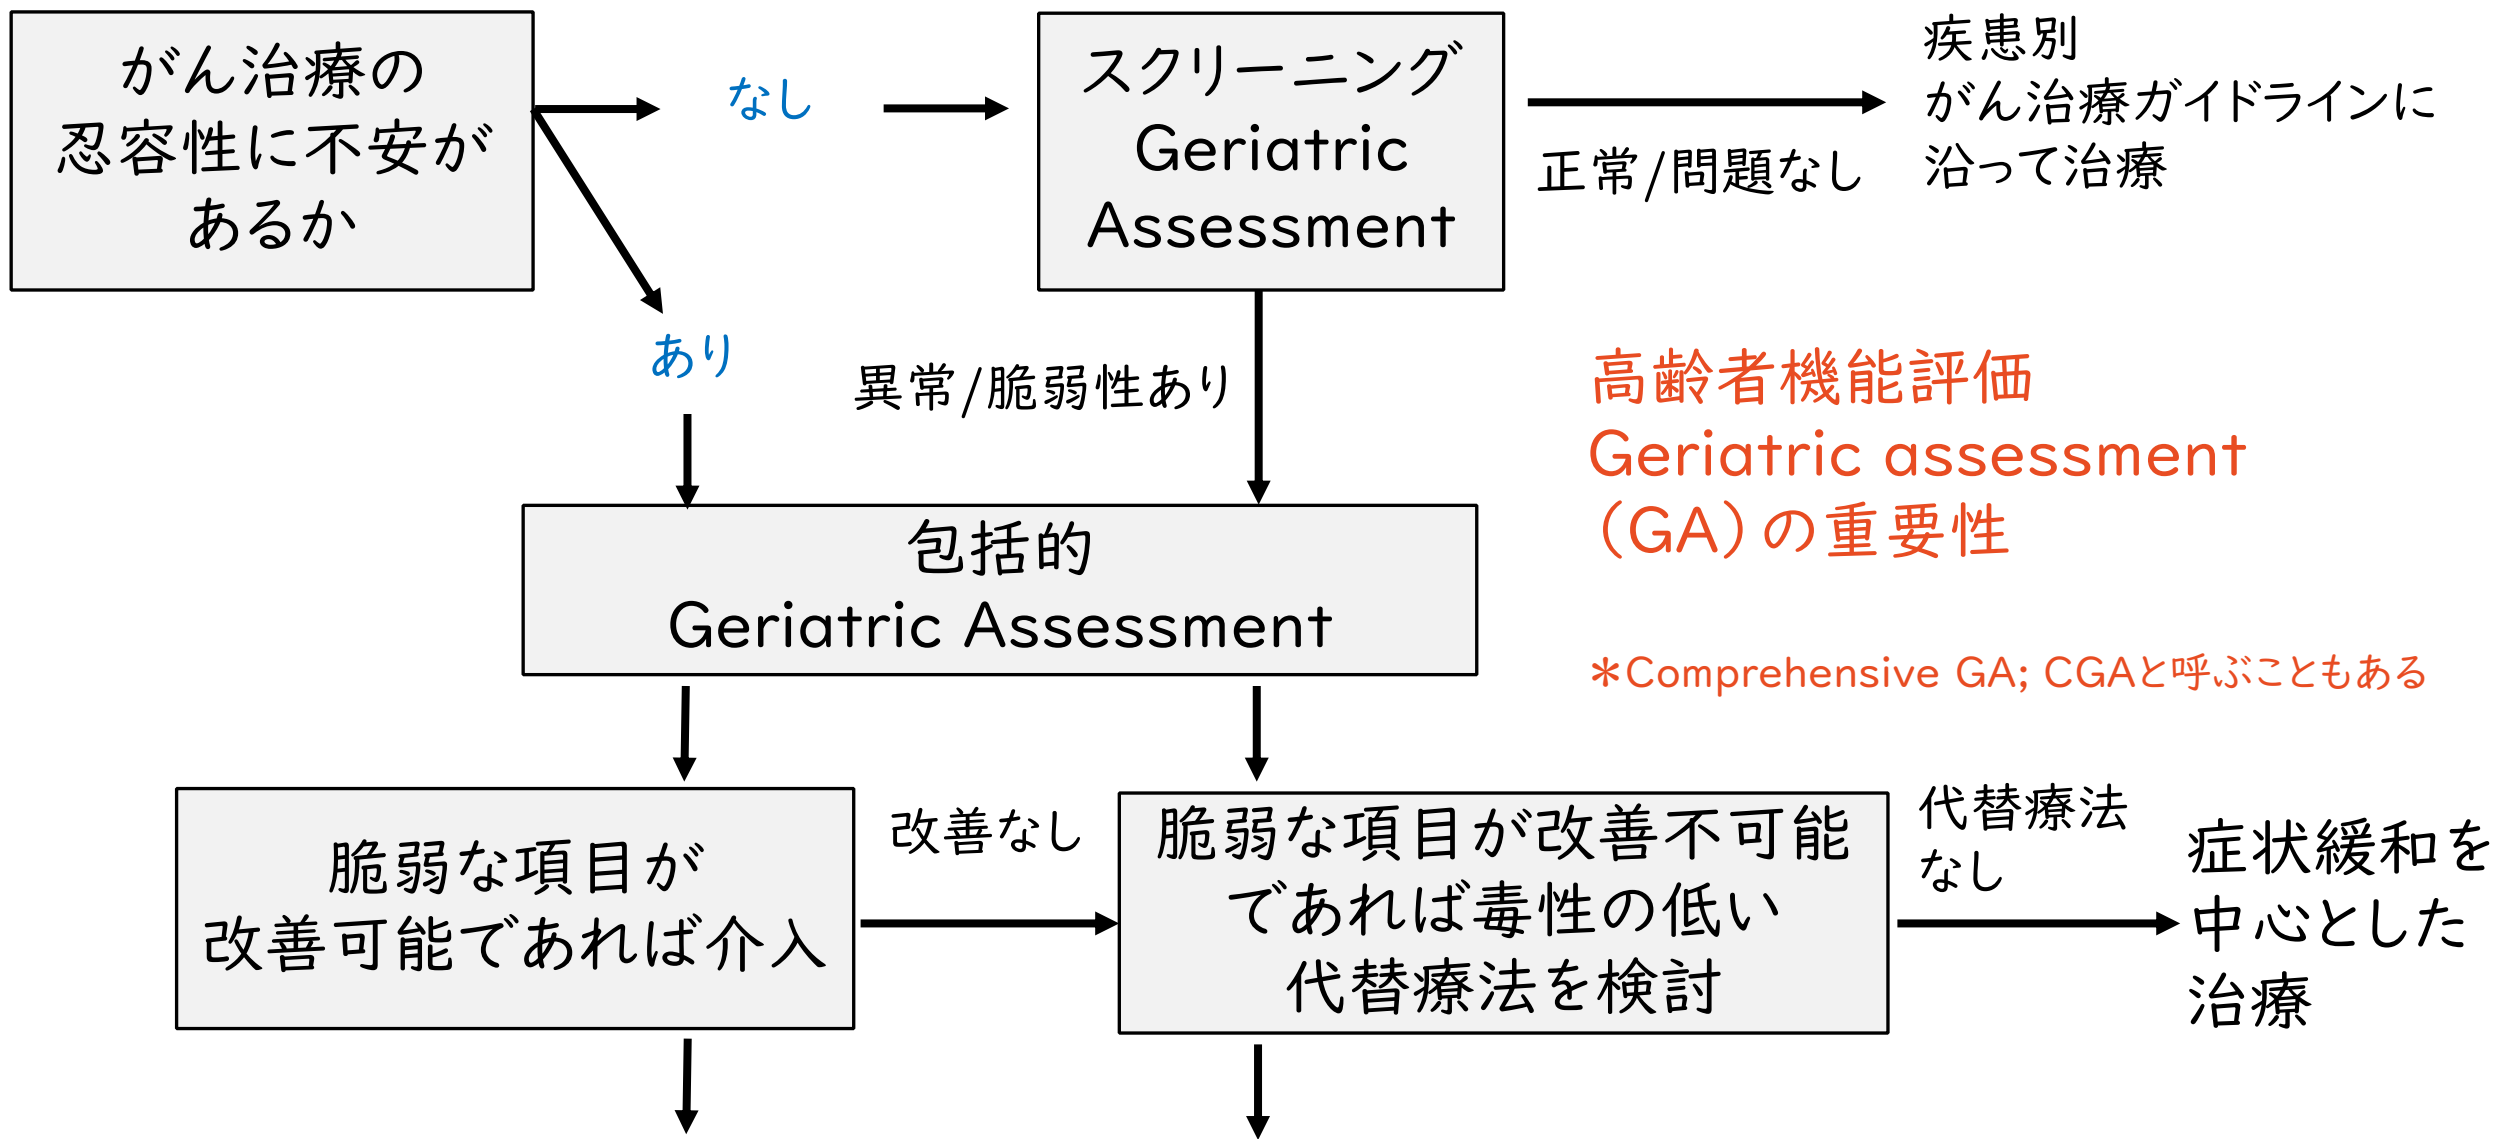 がん治療の
忍容性に不安が
あるか
なし
スクリーニング
Geriatric
Assessment
正常/問題なし
疾患別
がん治療ガイドラインに
沿って治療
あり
異常/脆弱性あり
高齢者機能評価
Geriatric assessment
(GA)の重要性
包括的
Geriatric Assessment
※Comprehensive GA; CGAと呼ぶこともある
脆弱な項目が
改善可能であれば介入
改善なし
脆弱な項目が改善不可能
であれば毒性の低い
代替療法を検討
代替療法
なし
症状緩和を
中心とした
治療